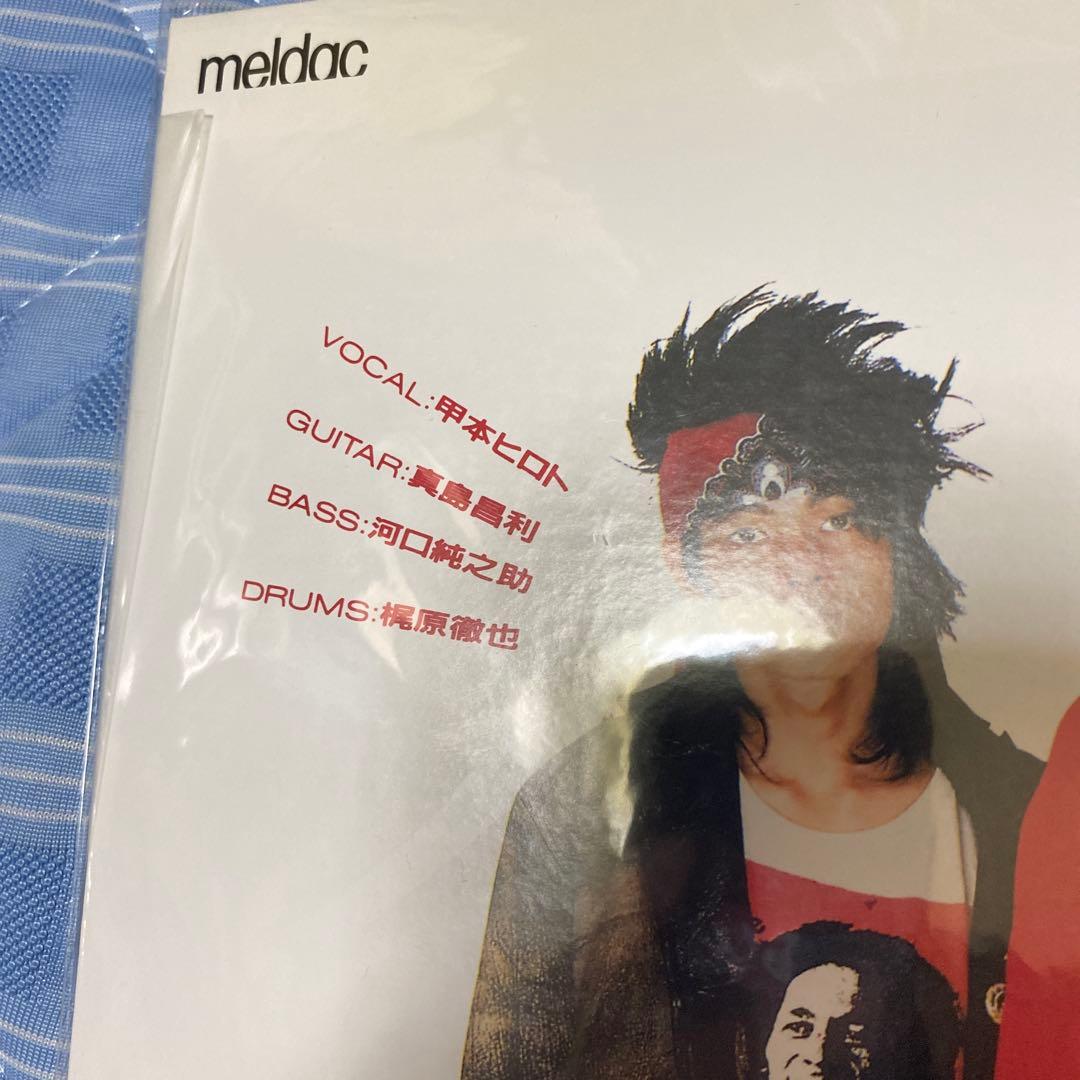 meldac
VOCAL:甲本ヒロト
GUITAR:真島昌利
BASS:河口純之助
DRUMS:梶原徹也